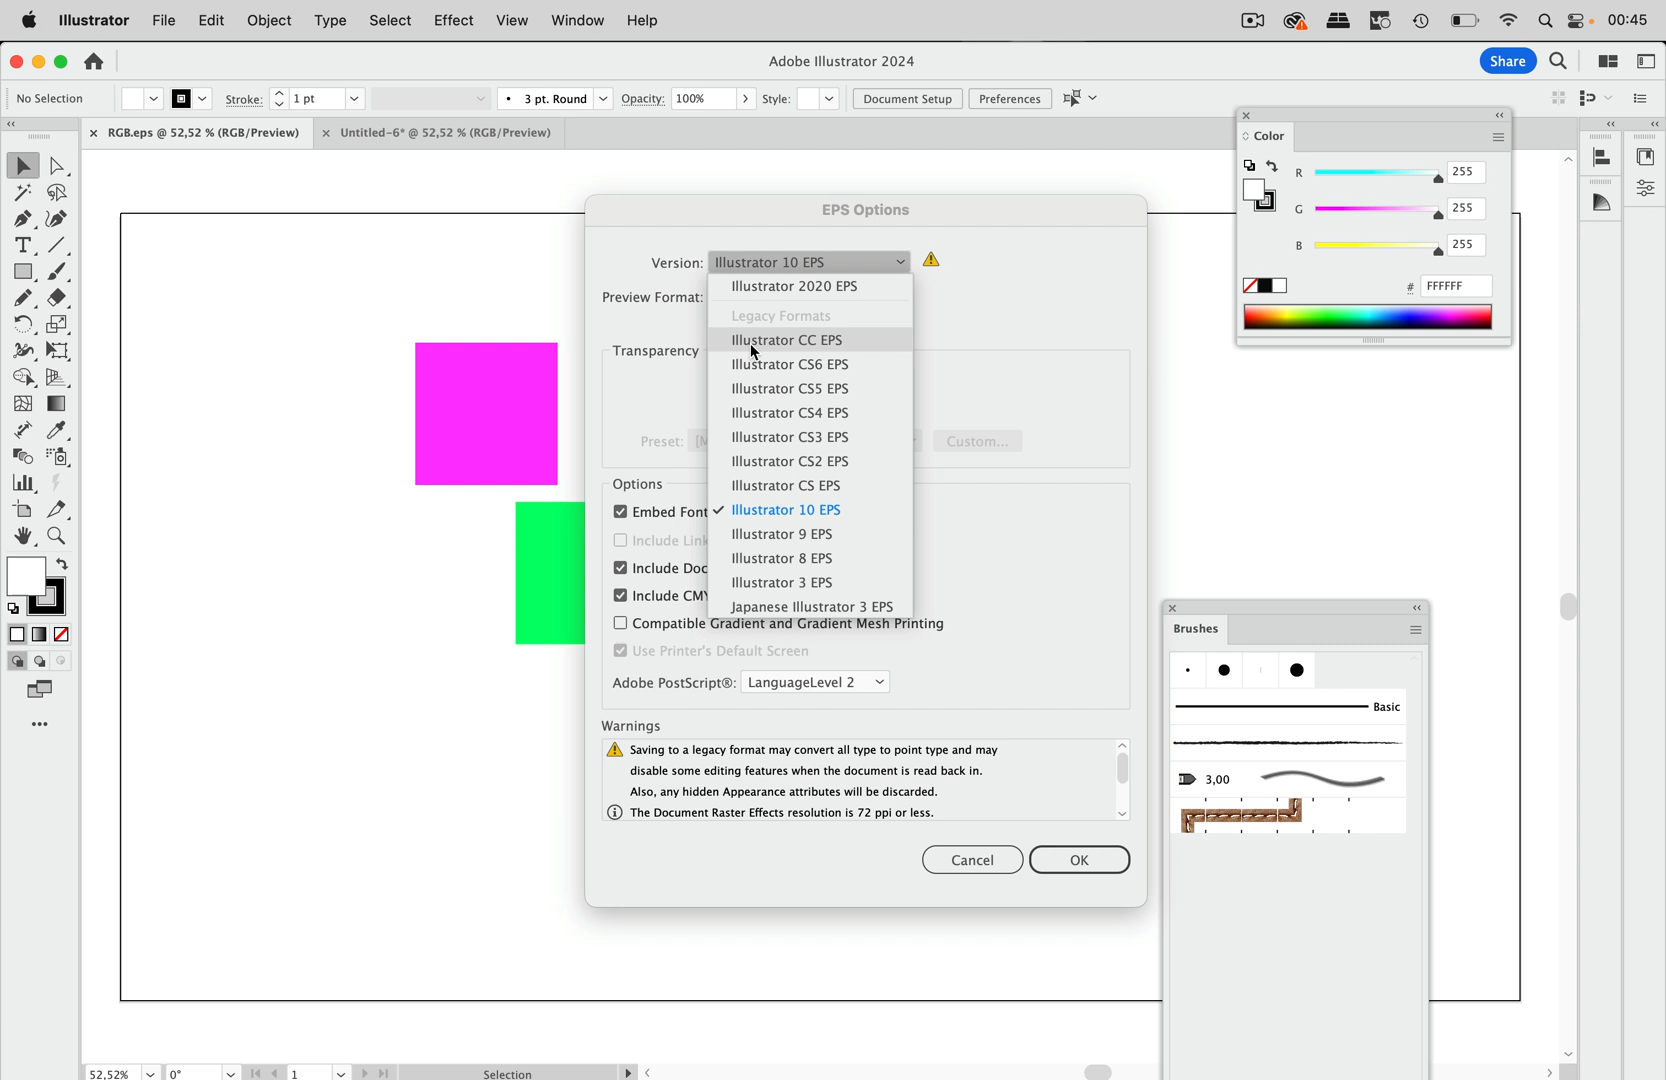 Illustrator File Edit Object Type Select Effect View Window Help 00:45
Adobe Illustrator 2024 Share
No Selection Stroke: 1 pt 3 pt. Round Opacity: 100% Style: Document Setup Preferences
RGB.eps @ 52,52 % (RGB/Preview) Untitled-6* @ 52,52 % (RGB/Preview)
Color
R 255
G 255
B 255
# FFFFFF
EPS Options
Version: Illustrator 10 EPS
Preview Format:
Illustrator 2020 EPS
Legacy Formats
Illustrator CC EPS
Illustrator CS6 EPS
Illustrator CS5 EPS
Illustrator CS4 EPS
Illustrator CS3 EPS
Illustrator CS2 EPS
Illustrator CS EPS
Illustrator 10 EPS
Illustrator 9 EPS
Illustrator 8 EPS
Illustrator 3 EPS
Japanese Illustrator 3 EPS
Transparency
Preset: Custom...
Options
Embed Font
Include Link
Include Doc
Include CMY
Compatible Gradient and Gradient Mesh Printing
Use Printer's Default Screen
Adobe PostScript®: LanguageLevel 2
Warnings
Saving to a legacy format may convert all type to point type and may
disable some editing features when the document is read back in.
Also, any hidden Appearance attributes will be discarded.
The Document Raster Effects resolution is 72 ppi or less.
Cancel OK
Brushes
Basic
3,00
52,52% 0° 1 Selection